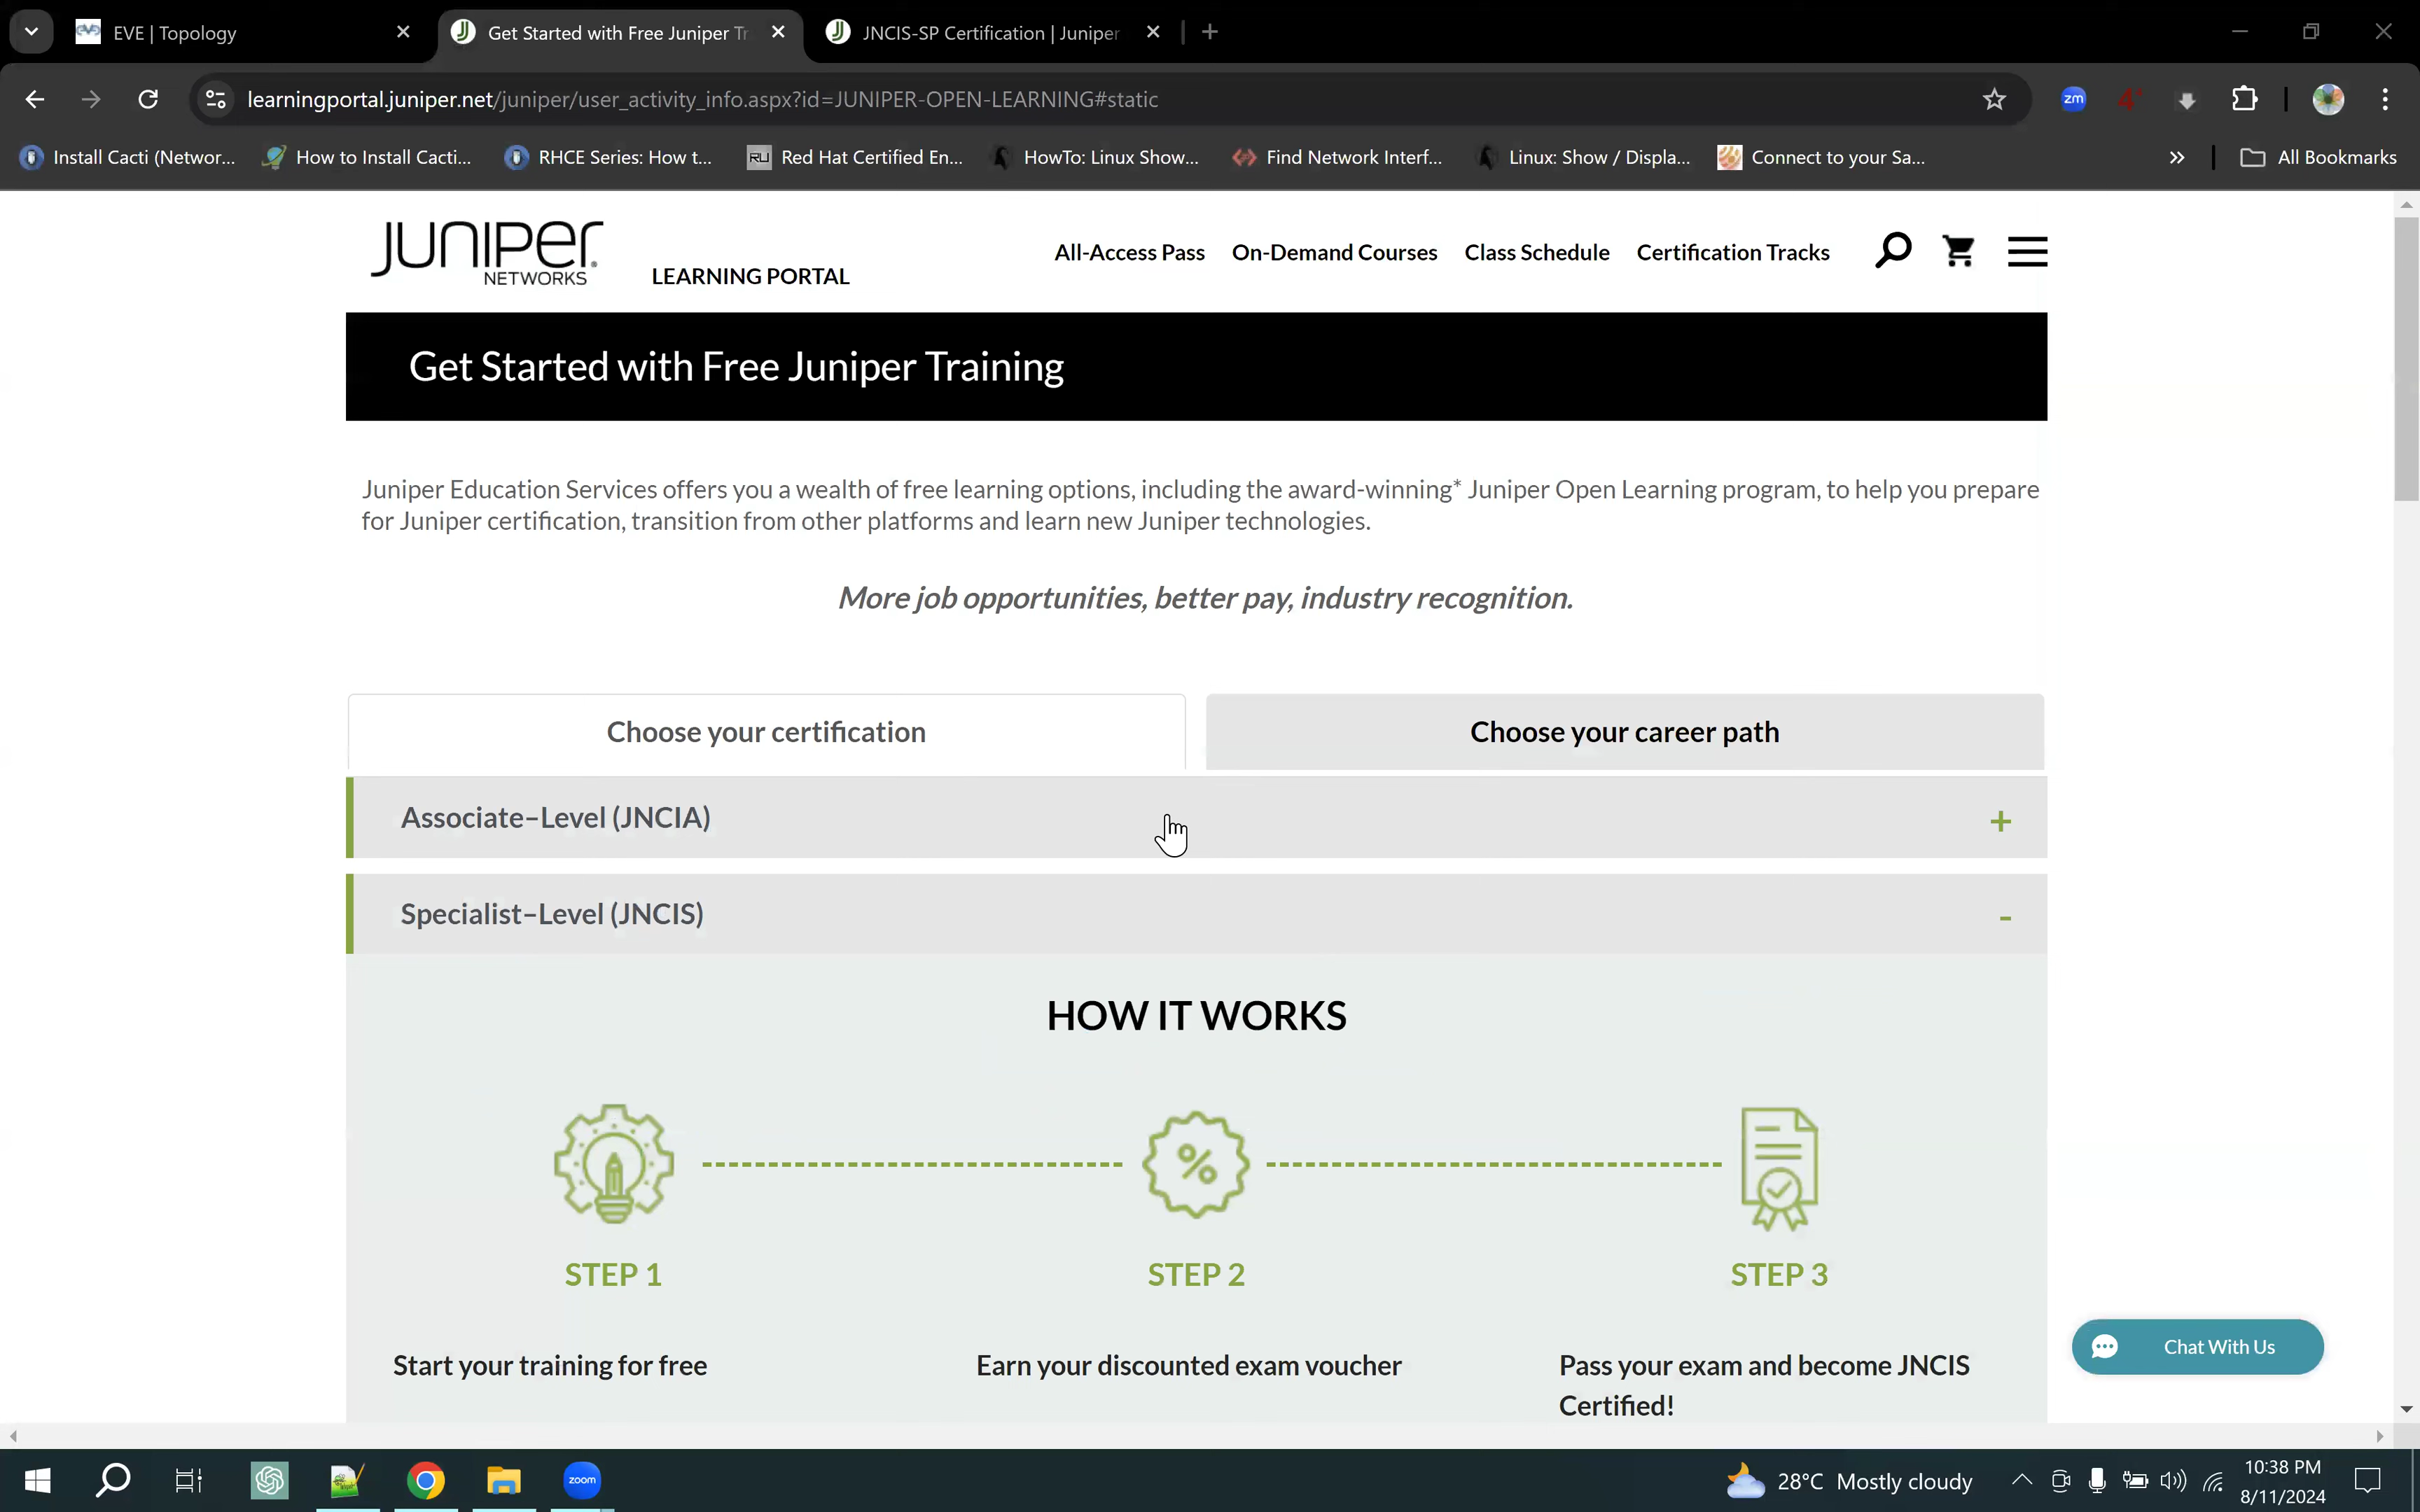 EVE | Topology
Get Started with Free Juniper Tr
JNCIS-SP Certification | Juniper
learningportal.juniper.net/juniper/user_activity_info.aspx?id=JUNIPER-OPEN-LEARNING#static
zm
4*
Install Cacti (Networ...
How to Install Cacti...
RHCE Series: How t...
RU
Red Hat Certified En...
HowTo: Linux Show...
Find Network Interf...
Linux: Show / Displa...
Connect to your Sa...
All Bookmarks
JUNIPER
NETWORKS
LEARNING PORTAL
All-Access Pass
On-Demand Courses
Class Schedule
Certification Tracks
Get Started with Free Juniper Training
Juniper Education Services offers you a wealth of free learning options, including the award-winning* Juniper Open Learning program, to help you prepare
for Juniper certification, transition from other platforms and learn new Juniper technologies.
More job opportunities, better pay, industry recognition.
Choose your certification
Choose your career path
Associate–Level (JNCIA)
+
Specialist–Level (JNCIS)
-
HOW IT WORKS
%
STEP 1
STEP 2
STEP 3
Start your training for free
Earn your discounted exam voucher
Pass your exam and become JNCIS
Certified!
Chat With Us
zoom
28°C Mostly cloudy
10:38 PM
8/11/2024